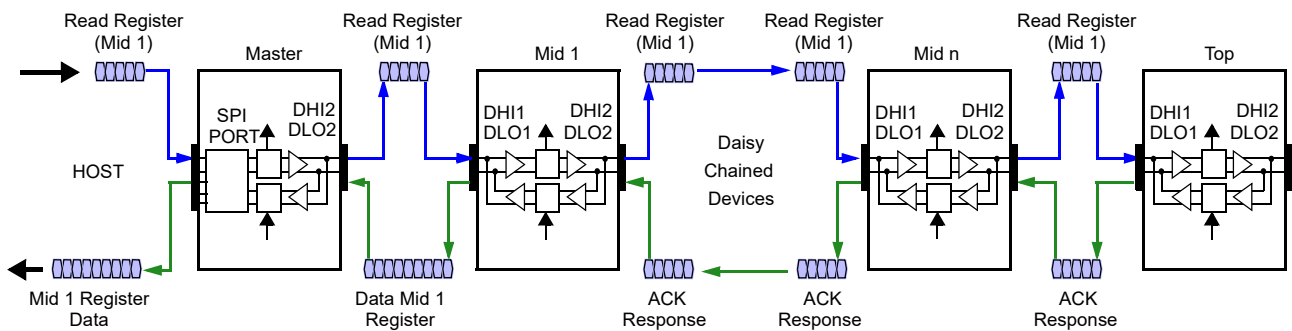 Read Register
(Mid 1)
Read Register
(Mid 1)
Read Register
(Mid 1)
Read Register
(Mid 1)
Read Register
(Mid 1)
Master
Mid 1
Mid n
Top
SPI
PORT
DHI2
DLO2
DHI1
DLO1
DHI2
DLO2
DHI1
DLO1
DHI2
DLO2
DHI1
DLO1
DHI2
DLO2
HOST
Daisy
Chained
Devices
Mid 1 Register
Data
Data Mid 1
Register
ACK
Response
ACK
Response
ACK
Response